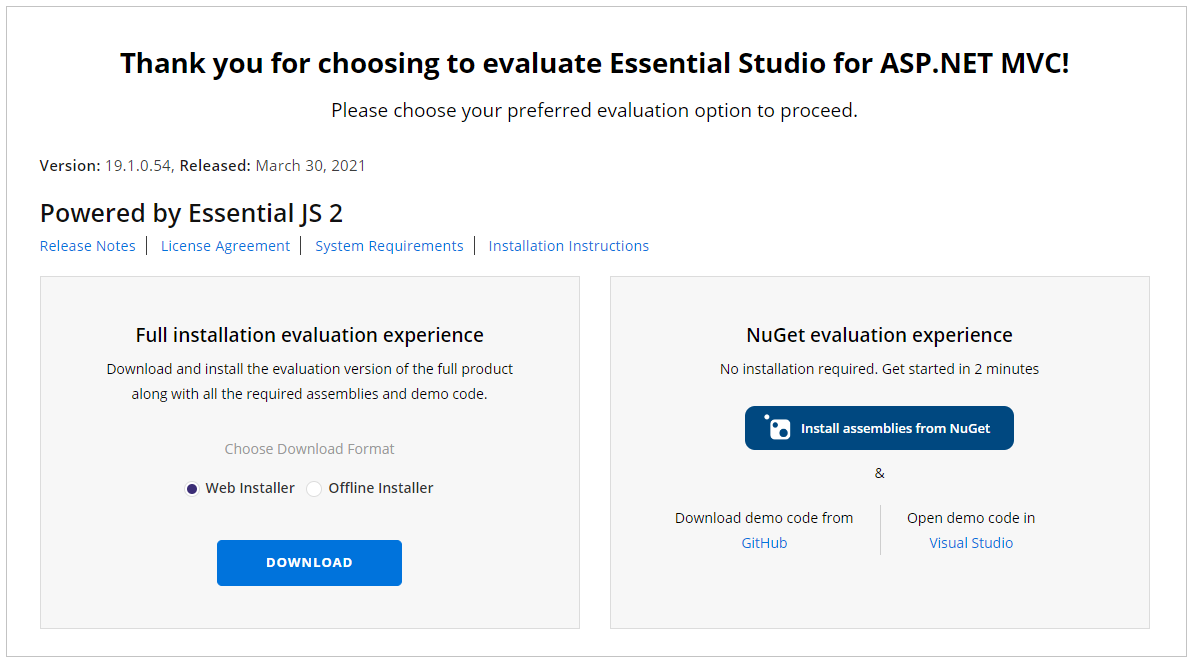 Thank you for choosing to evaluate Essential Studio for ASP.NET MVC!
Please choose your preferred evaluation option to proceed.
Version: 19.1.0.54, Released: March 30, 2021
Powered by Essential JS 2
Release Notes | License Agreement | System Requirements | Installation Instructions
Full installation evaluation experience
Download and install the evaluation version of the full product
along with all the required assemblies and demo code.
Choose Download Format
Web Installer Offline Installer
DOWNLOAD
NuGet evaluation experience
No installation required. Get started in 2 minutes
Install assemblies from NuGet
&
Download demo code from
GitHub
Open demo code in
Visual Studio